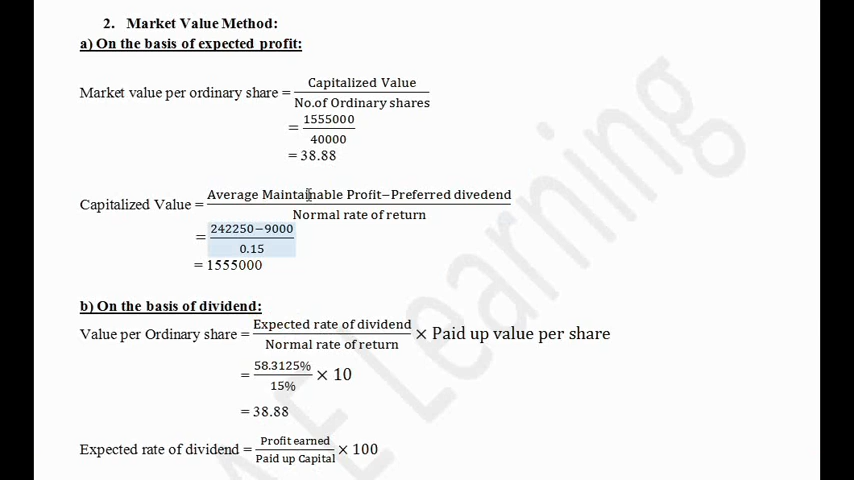 2. Market Value Method:
a) On the basis of expected profit:
Market value per ordinary share = Capitalized Value / No.of Ordinary shares
= 1555000 / 40000
= 38.88
Capitalized Value = Average Maintainable Profit−Preferred divedend / Normal rate of return
= 242250−9000 / 0.15
= 1555000
b) On the basis of dividend:
Value per Ordinary share = Expected rate of dividend / Normal rate of return × Paid up value per share
= 58.3125% / 15% × 10
= 38.88
Expected rate of dividend = Profit earned / Paid up Capital × 100